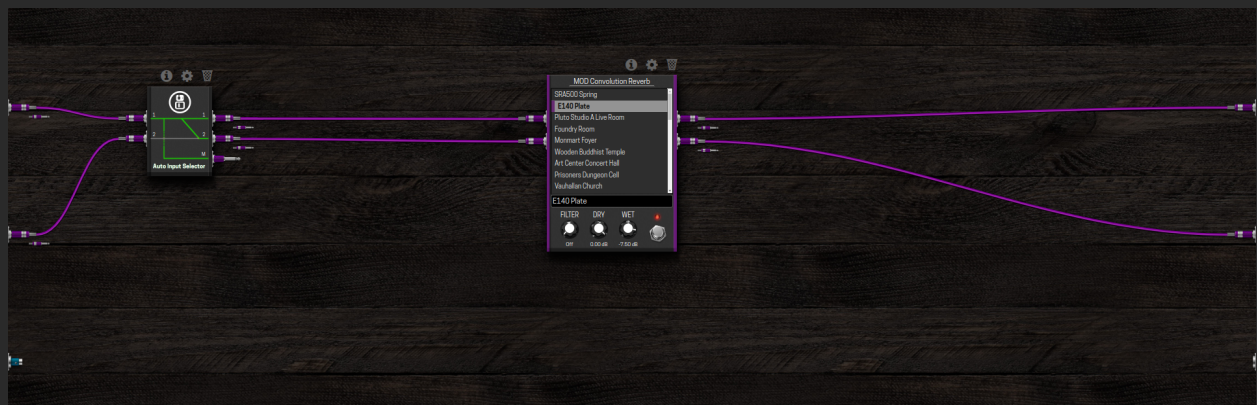 1 1
2 2
M
Auto Input Selector
MOD Convolution Reverb
SRA500 Spring
E140 Plate
Pluto Studio A Live Room
Foundry Room
Monmart Foyer
Wooden Buddhist Temple
Art Center Concert Hall
Prisoners Dungeon Cell
Vauhallan Church
E140 Plate
FILTER DRY WET
Off 0.00 dB -7.50 dB